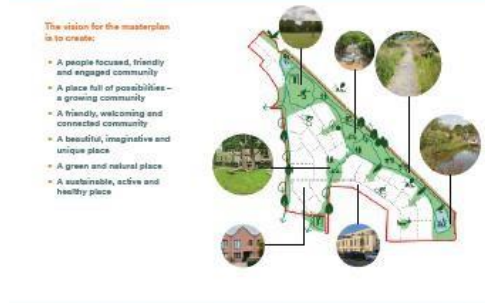 The vision for the masterplan
is to create:
• A people focused, friendly
and engaged community
• A place full of possibilities –
a growing community
• A friendly, welcoming and
connected community
• A beautiful, imaginative and
unique place
• A green and natural place
• A sustainable, active and
healthy place